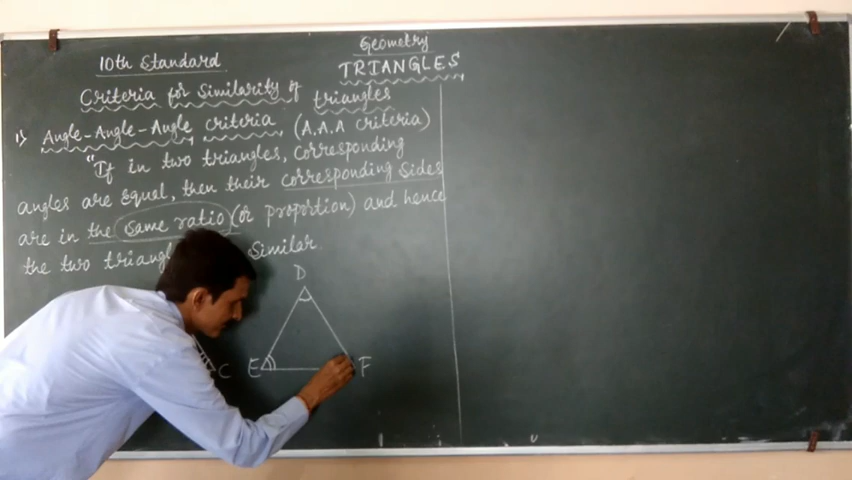 Geometry
10th Standard
TRIANGLES
Criteria for Similarity of triangles
1) Angle-Angle-Angle criteria (A.A.A criteria)
"If in two triangles, Corresponding
angles are Equal, then their corresponding Sides
are in the same ratio (or proportion) and hence
the two triangl Similar.
D
C E F